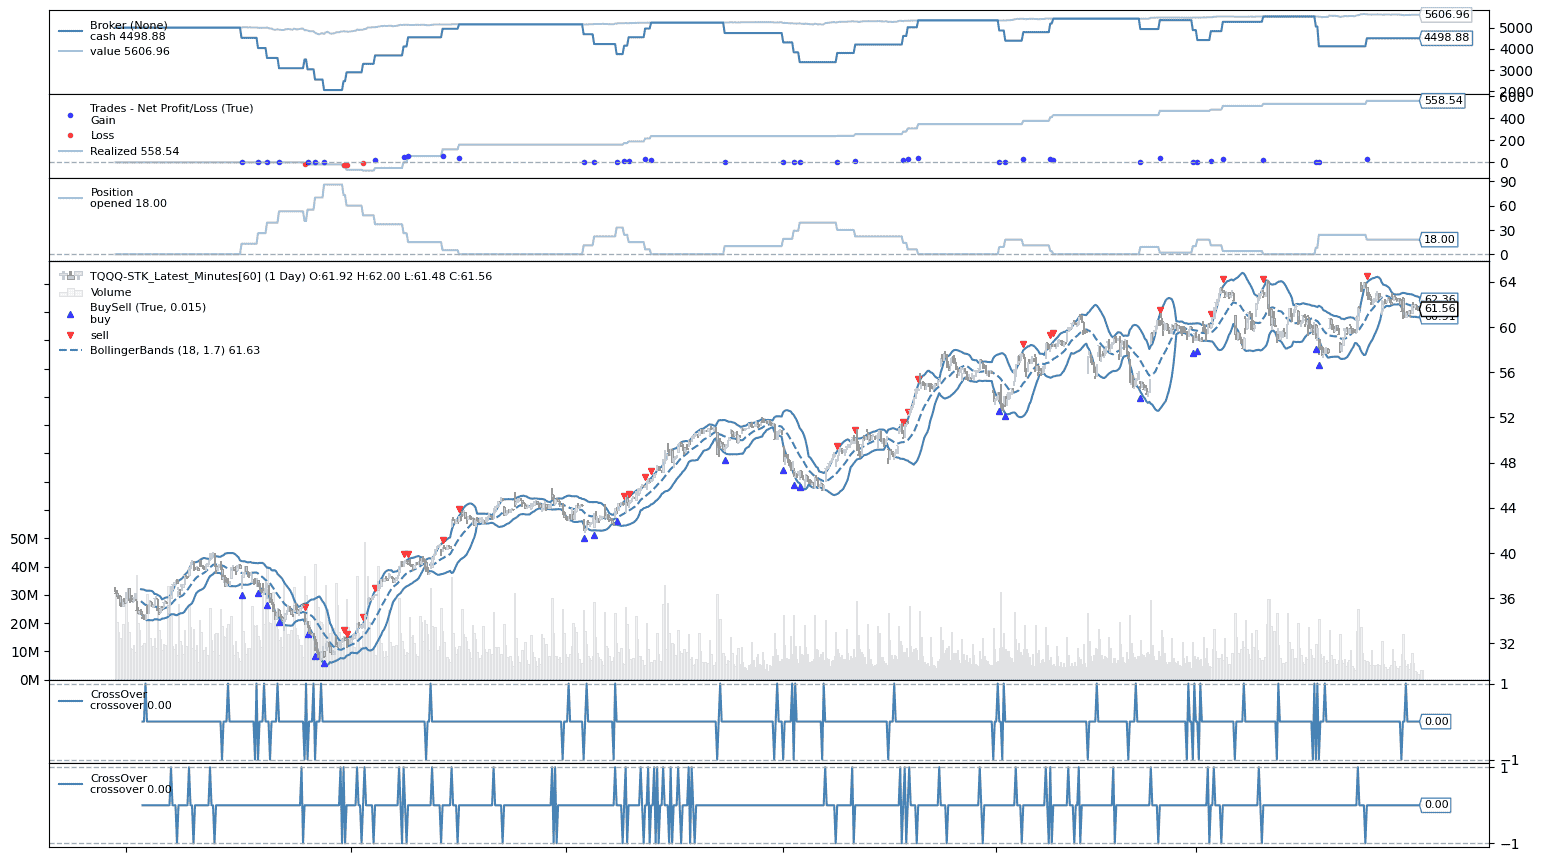 Broker (None)
cash 4498.88
value 5606.96
5606.96
5000
4498.88
4000
3000
2000
Trades - Net Profit/Loss (True)
Gain
Loss
Realized 558.54
600
558.54
400
200
0
Position
opened 18.00
90
60
30
18.00
0
TQQQ-STK_Latest_Minutes[60] (1 Day) O:61.92 H:62.00 L:61.48 C:61.56
Volume
BuySell (True, 0.015)
buy
sell
BollingerBands (18, 1.7) 61.63
64
62.36
61.56
60
56
52
48
44
40
36
32
50M
40M
30M
20M
10M
0M
CrossOver
crossover 0.00
1
0.00
−1
CrossOver
crossover 0.00
1
0.00
−1